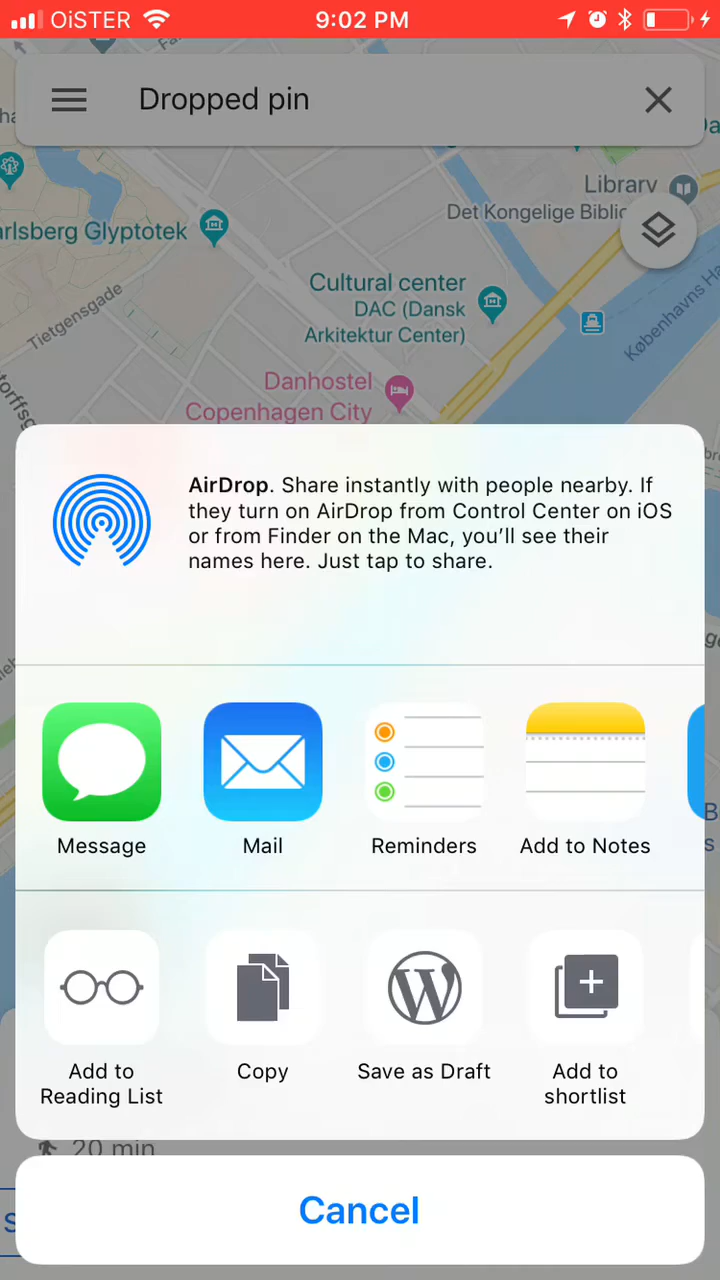 OiSTER
9:02 PM
Dropped pin
Library
Det Kongelige Biblio
arlsberg Glyptotek
Cultural center
DAC (Dansk
Arkitektur Center)
Tietgensgade
Københavns Ha
Danhostel
Copenhagen City
AirDrop. Share instantly with people nearby. If
they turn on AirDrop from Control Center on iOS
or from Finder on the Mac, you’ll see their
names here. Just tap to share.
Message
Mail
Reminders
Add to Notes
Add to
Reading List
Copy
Save as Draft
Add to
shortlist
20 min
Cancel